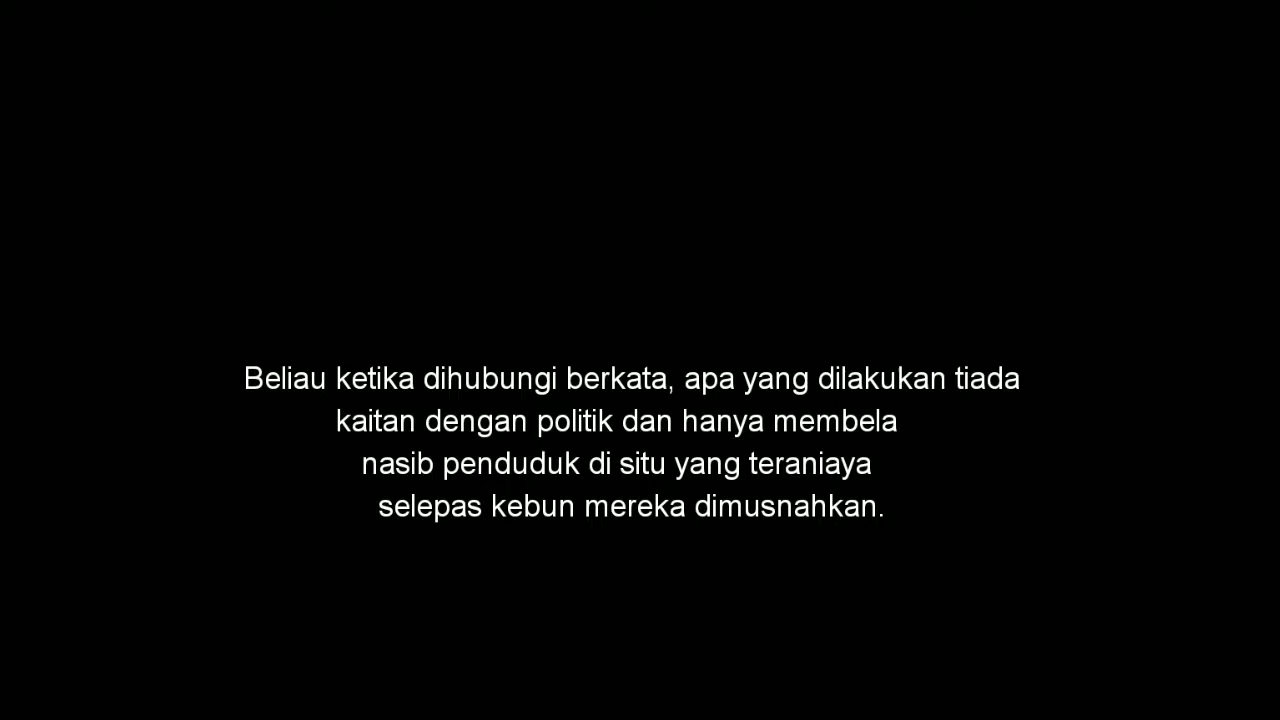 Beliau ketika dihubungi berkata, apa yang dilakukan tiada
kaitan dengan politik dan hanya membela
nasib penduduk di situ yang teraniaya
selepas kebun mereka dimusnahkan.